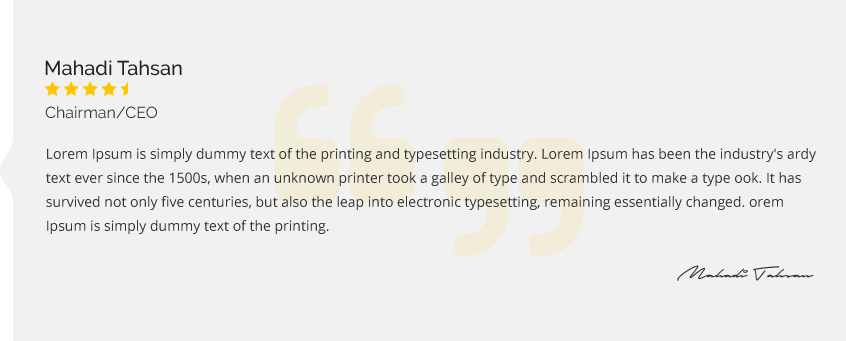 Mahadi Tahsan
Chairman/CEO
Lorem Ipsum is simply dummy text of the printing and typesetting industry. Lorem Ipsum has been the industry's ardy
text ever since the 1500s, when an unknown printer took a galley of type and scrambled it to make a type ook. It has
survived not only five centuries, but also the leap into electronic typesetting, remaining essentially changed. orem
Ipsum is simply dummy text of the printing.
Mahadi Tahsan